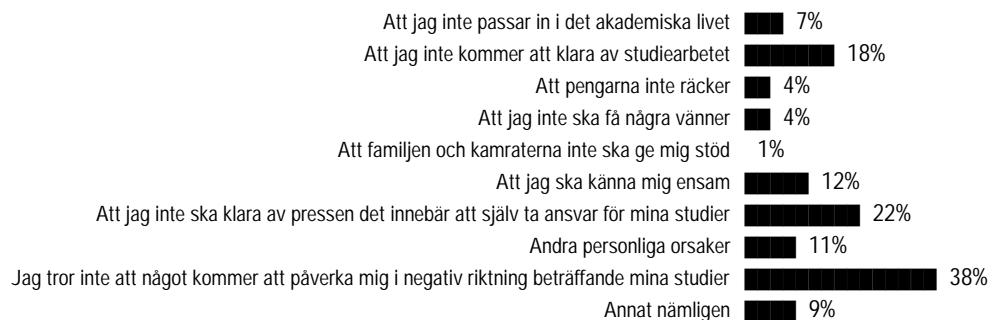 Att jag inte passar in i det akademiska livet 7%
Att jag inte kommer att klara av studiearbetet 18%
Att pengarna inte räcker 4%
Att jag inte ska få några vänner 4%
Att familjen och kamraterna inte ska ge mig stöd 1%
Att jag ska känna mig ensam 12%
Att jag inte ska klara av pressen det innebär att själv ta ansvar för mina studier 22%
Andra personliga orsaker 11%
Jag tror inte att något kommer att påverka mig i negativ riktning beträffande mina studier 38%
Annat nämligen 9%